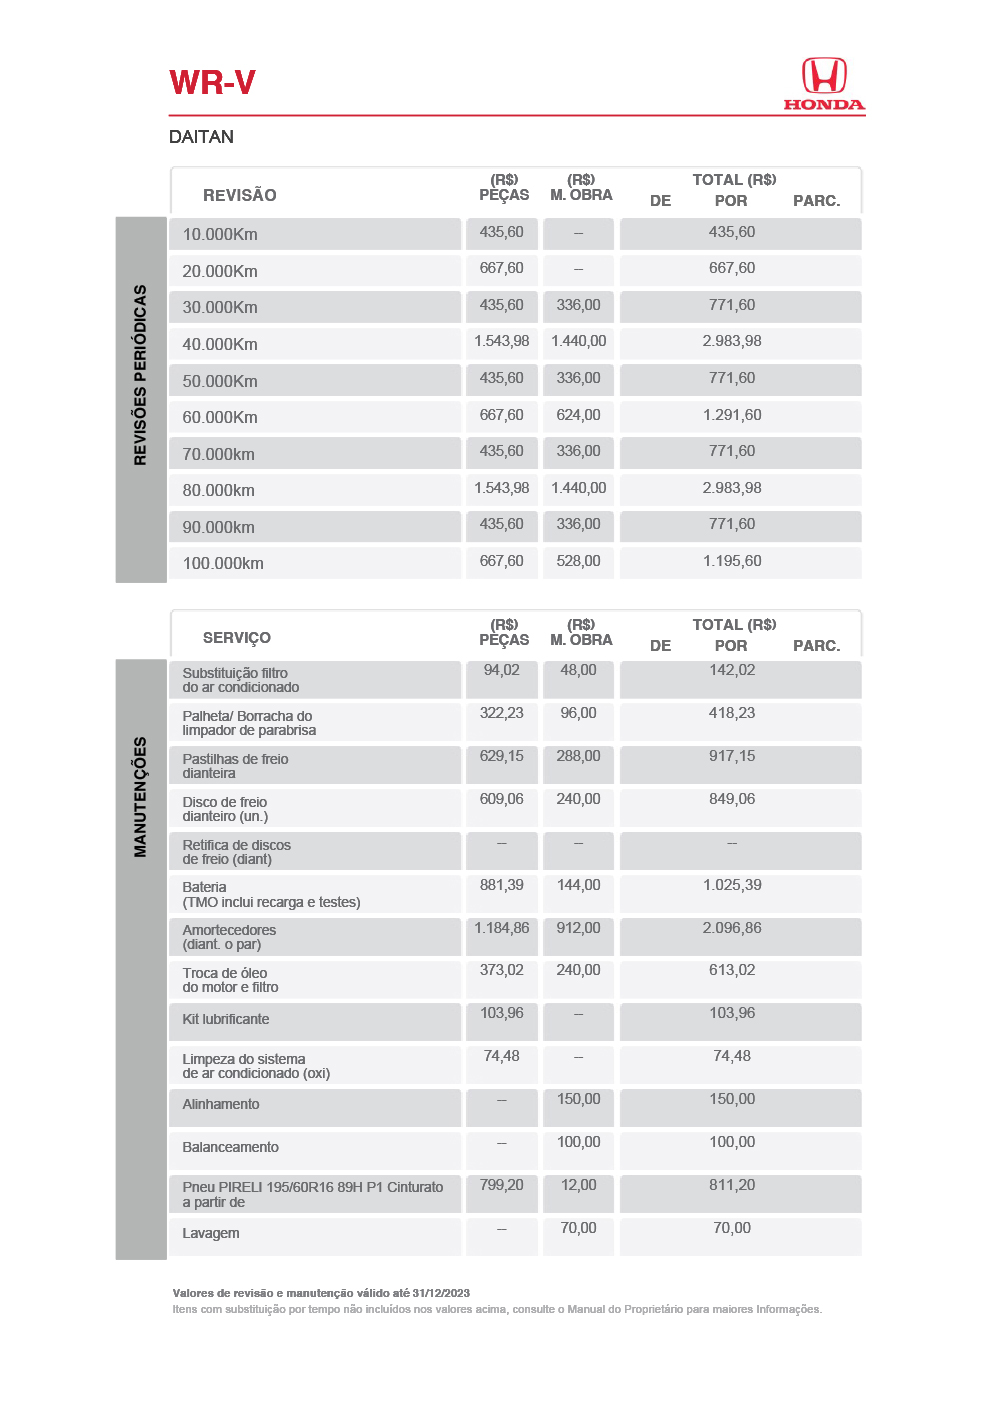 WR-V
HONDA
DAITAN
REVISÃO (R$) PEÇAS (R$) M. OBRA TOTAL (R$) DE POR PARC.
REVISÕES PERIÓDICAS
10.000Km 435,60 -- 435,60
20.000Km 667,60 -- 667,60
30.000Km 435,60 336,00 771,60
40.000Km 1.543,98 1.440,00 2.983,98
50.000Km 435,60 336,00 771,60
60.000Km 667,60 624,00 1.291,60
70.000km 435,60 336,00 771,60
80.000km 1.543,98 1.440,00 2.983,98
90.000km 435,60 336,00 771,60
100.000km 667,60 528,00 1.195,60
SERVIÇO (R$) PEÇAS (R$) M. OBRA TOTAL (R$) DE POR PARC.
MANUTENÇÕES
Substituição filtro 94,02 48,00 142,02
do ar condicionado
Palheta/ Borracha do 322,23 96,00 418,23
limpador de parabrisa
Pastilhas de freio 629,15 288,00 917,15
dianteira
Disco de freio 609,06 240,00 849,06
dianteiro (un.)
Retifica de discos -- -- --
de freio (diant)
Bateria 881,39 144,00 1.025,39
(TMO inclui recarga e testes)
Amortecedores 1.184,86 912,00 2.096,86
(diant. o par)
Troca de óleo 373,02 240,00 613,02
do motor e filtro
Kit lubrificante 103,96 -- 103,96
Limpeza do sistema 74,48 -- 74,48
de ar condicionado (oxi)
Alinhamento -- 150,00 150,00
Balanceamento -- 100,00 100,00
Pneu PIRELI 195/60R16 89H P1 Cinturato 799,20 12,00 811,20
a partir de
Lavagem -- 70,00 70,00
Valores de revisão e manutenção válido até 31/12/2023
Itens com substituição por tempo não incluídos nos valores acima, consulte o Manual do Proprietário para maiores Informações.